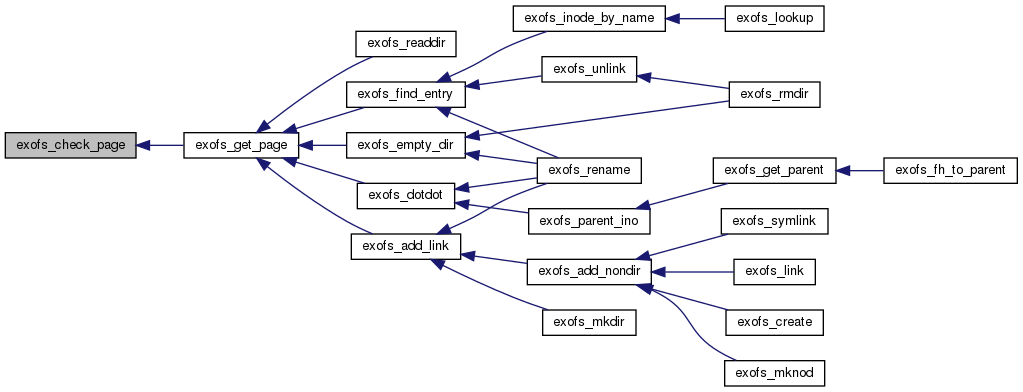 exofs_inode_by_name
exofs_lookup
exofs_readdir
exofs_unlink
exofs_find_entry
exofs_rmdir
exofs_check_page
exofs_get_page
exofs_empty_dir
exofs_rename
exofs_get_parent
exofs_fh_to_parent
exofs_dotdot
exofs_parent_ino
exofs_symlink
exofs_add_link
exofs_add_nondir
exofs_link
exofs_mkdir
exofs_create
exofs_mknod